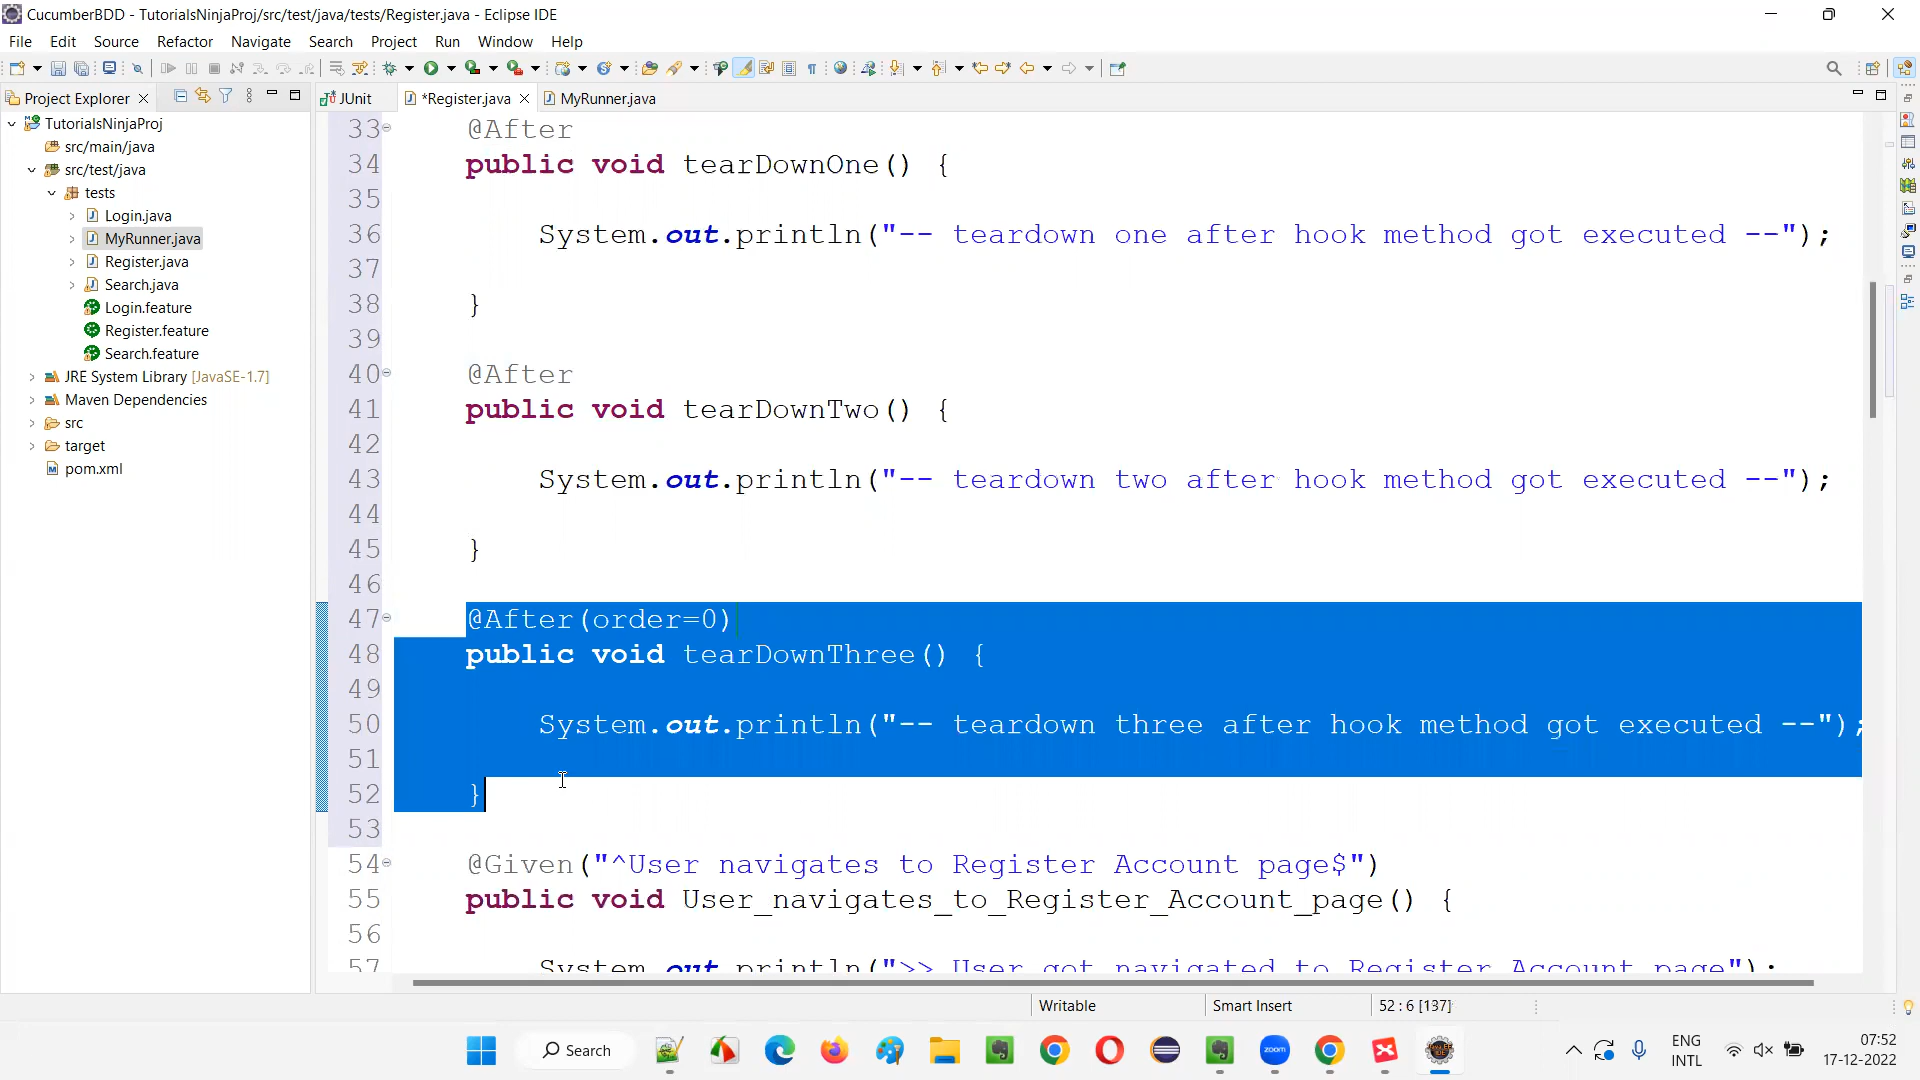 CucumberBDD - TutorialsNinjaProj/src/test/java/tests/Register.java - Eclipse IDE
File Edit Source Refactor Navigate Search Project Run Window Help
Project Explorer
JUnit *Register.java MyRunner.java
TutorialsNinjaProj
src/main/java
src/test/java
tests
Login.java
MyRunner.java
Register.java
Search.java
Login.feature
Register.feature
Search.feature
JRE System Library [JavaSE-1.7]
Maven Dependencies
src
target
pom.xml
33 @After
34 public void tearDownOne() {
35
36 System.out.println("-- teardown one after hook method got executed --");
37
38 }
39
40 @After
41 public void tearDownTwo() {
42
43 System.out.println("-- teardown two after hook method got executed --");
44
45 }
46
47 @After(order=0)
48 public void tearDownThree() {
49
50 System.out.println("-- teardown three after hook method got executed --");
51
52 }
53
54 @Given("^User navigates to Register Account page$")
55 public void User_navigates_to_Register_Account_page() {
56
57 System.out.println(">> User got navigated to Register Account page");
Writable Smart Insert 52 : 6 [137]
Search
zoom
ENG
INTL
07:52
17-12-2022